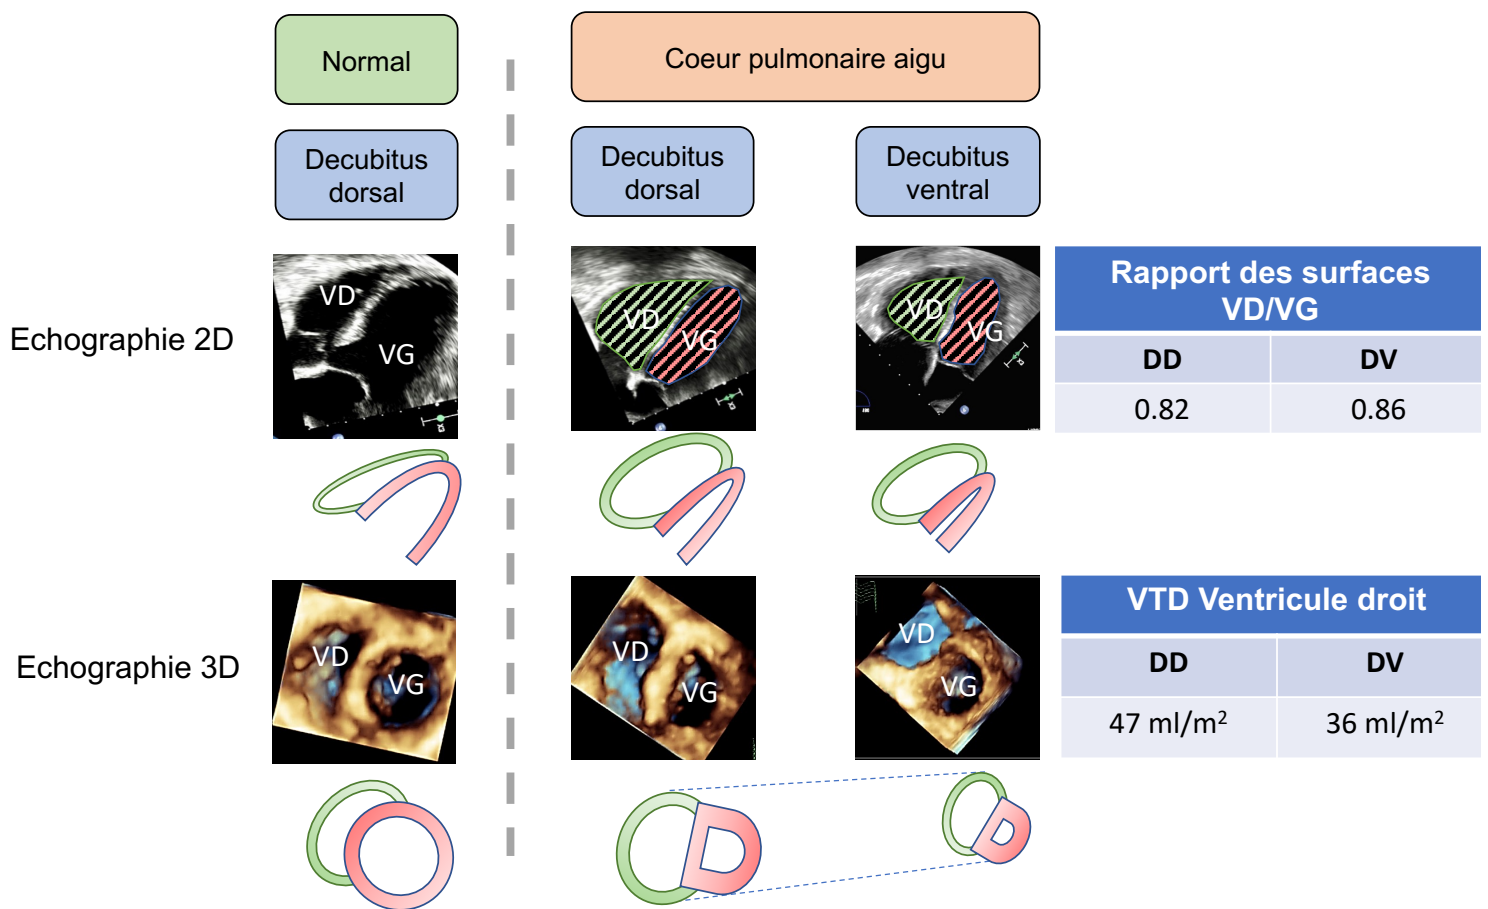 Normal
Coeur pulmonaire aigu
Decubitus
dorsal
Decubitus
dorsal
Decubitus
ventral
Echographie 2D
VD
VG
VD
VG
VD
VG
Rapport des surfaces
VD/VG
DD DV
0.82 0.86
Echographie 3D
VD
VG
VD
VG
VD
VG
VTD Ventricule droit
DD DV
47 ml/m² 36 ml/m²